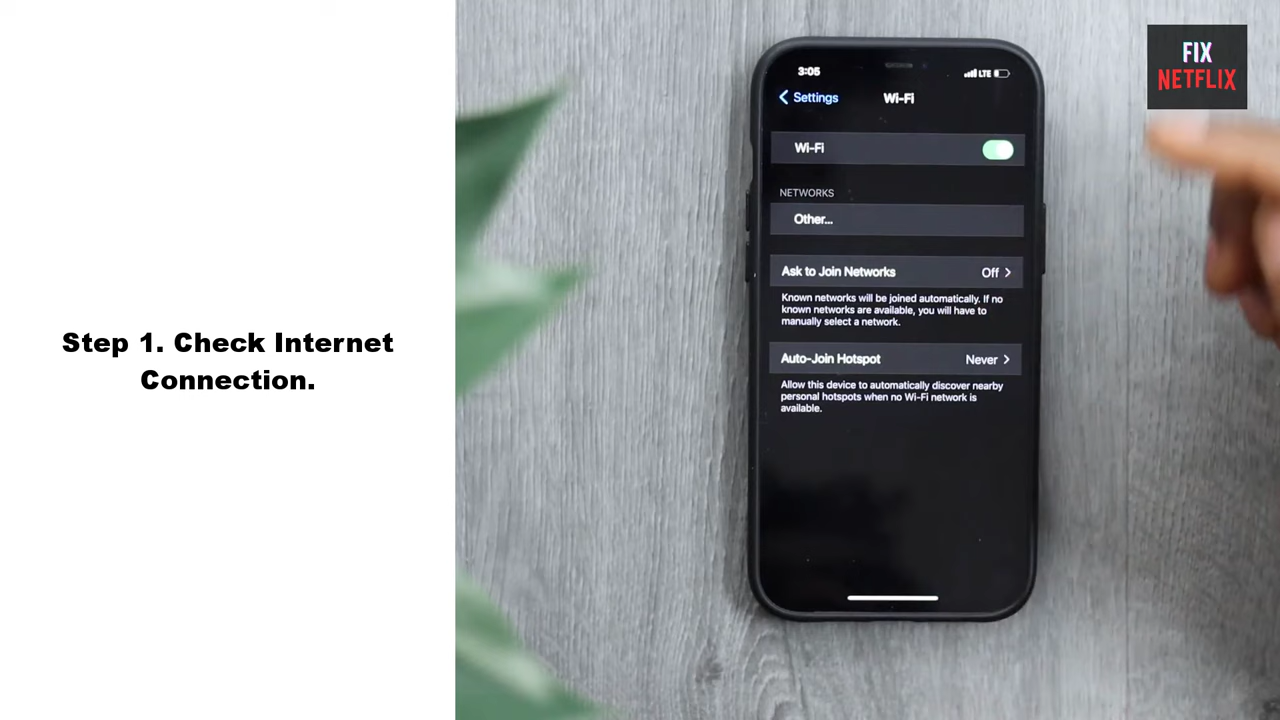 Step 1. Check Internet
Connection.
FIX
NETFLIX
3:05
LTE
Settings
Wi-Fi
Wi-Fi
NETWORKS
Other...
Ask to Join Networks Off
Known networks will be joined automatically. If no
known networks are available, you will have to
manually select a network.
Auto-Join Hotspot Never
Allow this device to automatically discover nearby
personal hotspots when no Wi-Fi network is
available.